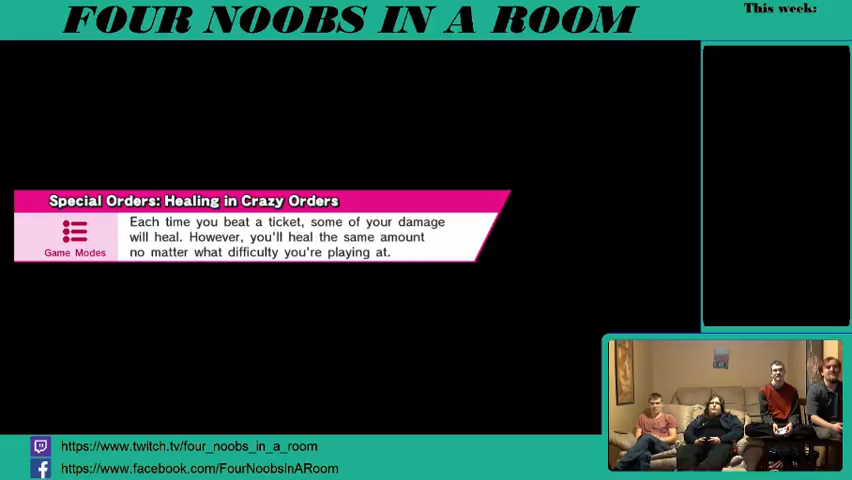 FOUR NOOBS IN A ROOM
This week:
Special Orders: Healing in Crazy Orders
Each time you beat a ticket, some of your damage
will heal. However, you'll heal the same amount
no matter what difficulty you're playing at.
Game Modes
https://www.twitch.tv/four_noobs_in_a_room
https://www.facebook.com/FourNoobsInARoom